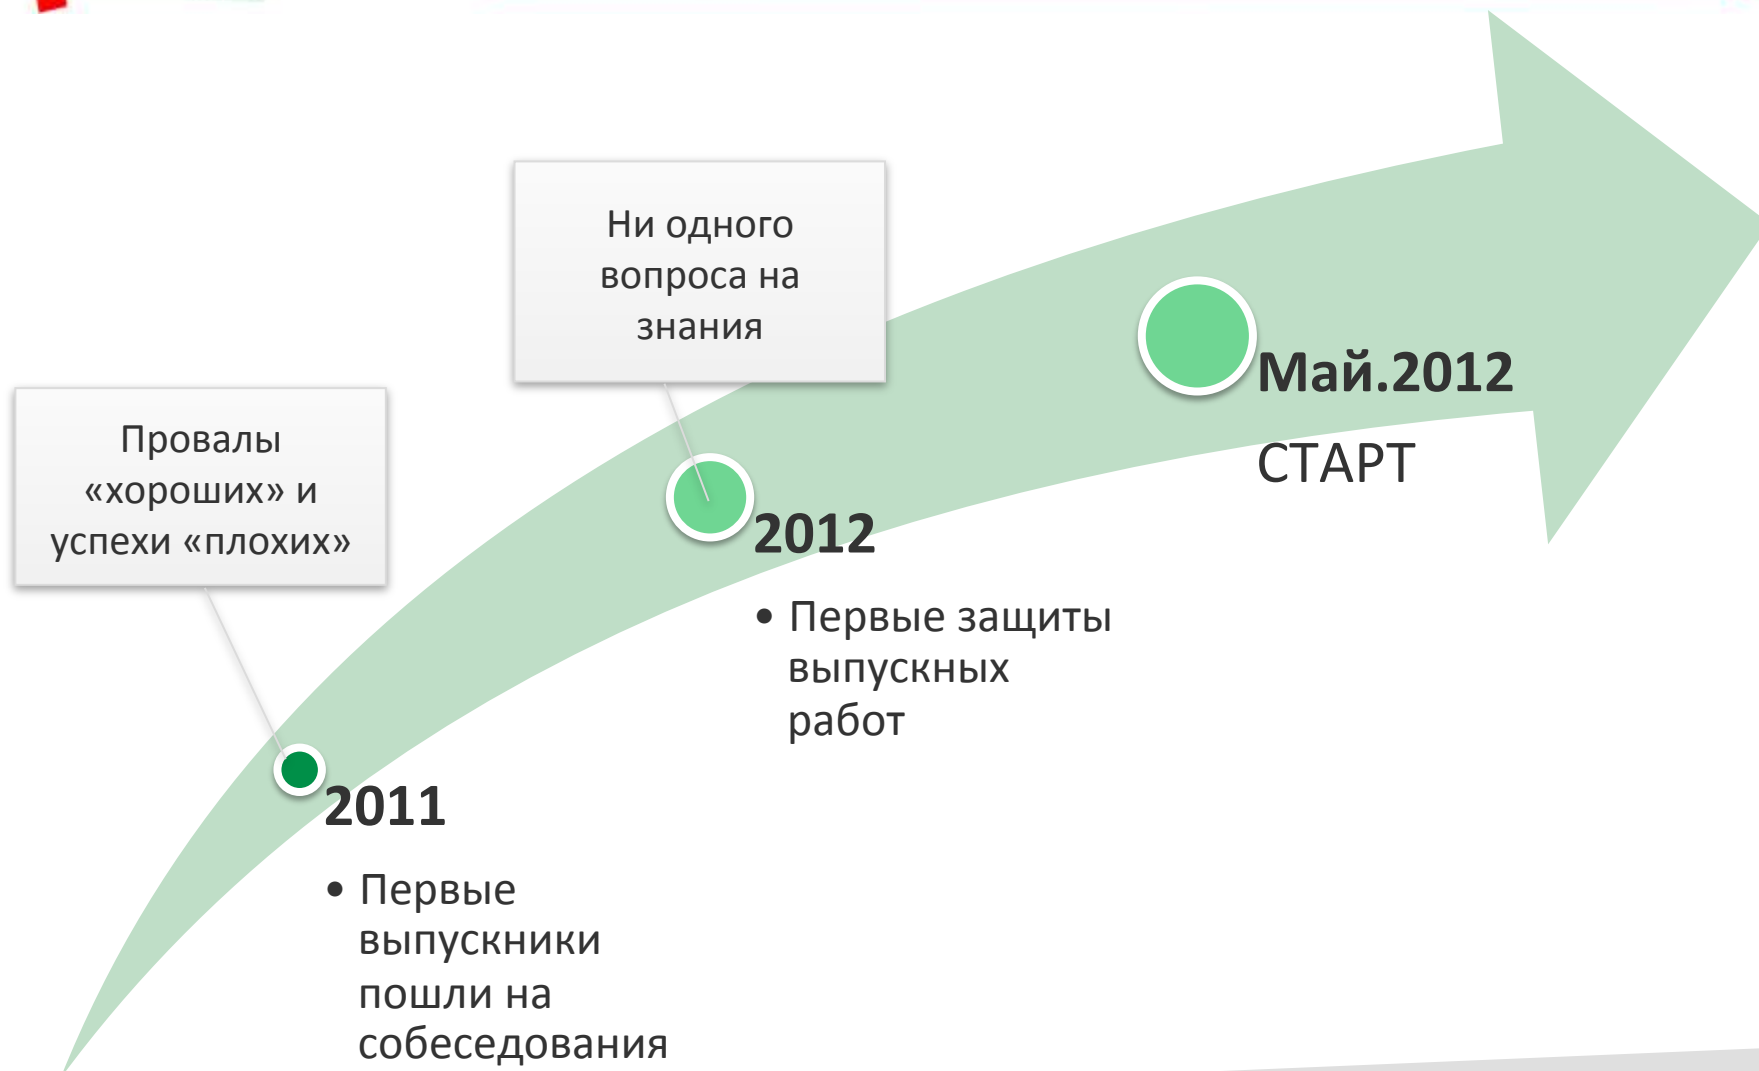 Ни одного
вопроса на
знания
Май.2012
СТАРТ
Провалы
«хороших» и
успехи «плохих»
2012
• Первые защиты
выпускных
работ
2011
• Первые
выпускники
пошли на
собеседования